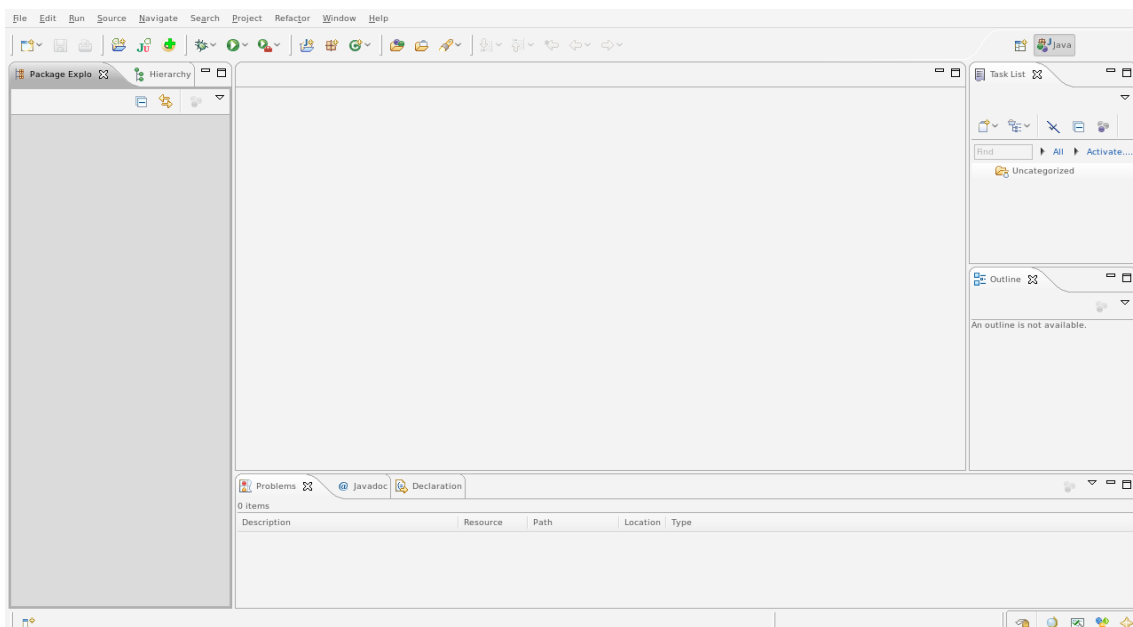 File Edit Run Source Navigate Search Project Refactor Window Help
Java
Package Explo Hierarchy
Task List
Find All Activate...
Uncategorized
Outline
An outline is not available.
Problems @ Javadoc Declaration
0 items
Description Resource Path Location Type